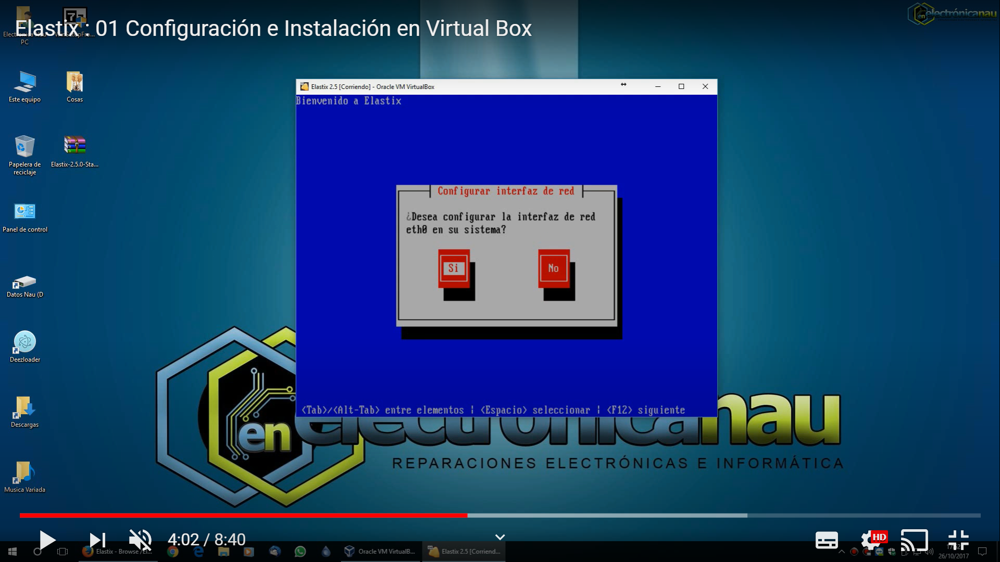 Elastix : 01 Configuración e Instalación en Virtual Box
electrónicanau
en
PC
Este equipo
Cosas
Papelera de
reciclaje
Elastix-2.5.0-Sta...
Panel de control
Datos Nau (D
Deezloader
Descargas
Musica Variada
Elastix 2.5 [Corriendo] - Oracle VM VirtualBox
Bienvenido a Elastix
Configurar interfaz de red
¿Desea configurar la interfaz de red
eth0 en su sistema?
Si
No
<Tab>/<Alt-Tab> entre elementos | <Espacio> seleccionar | <F12> siguiente
en
electrónicanau
REPARACIONES ELECTRÓNICAS E INFORMÁTICA
4:02 / 8:40
HD
Elastix - Browse /El...
Oracle VM VirtualB...
Elastix 2.5 [Corriend...
26/10/2017